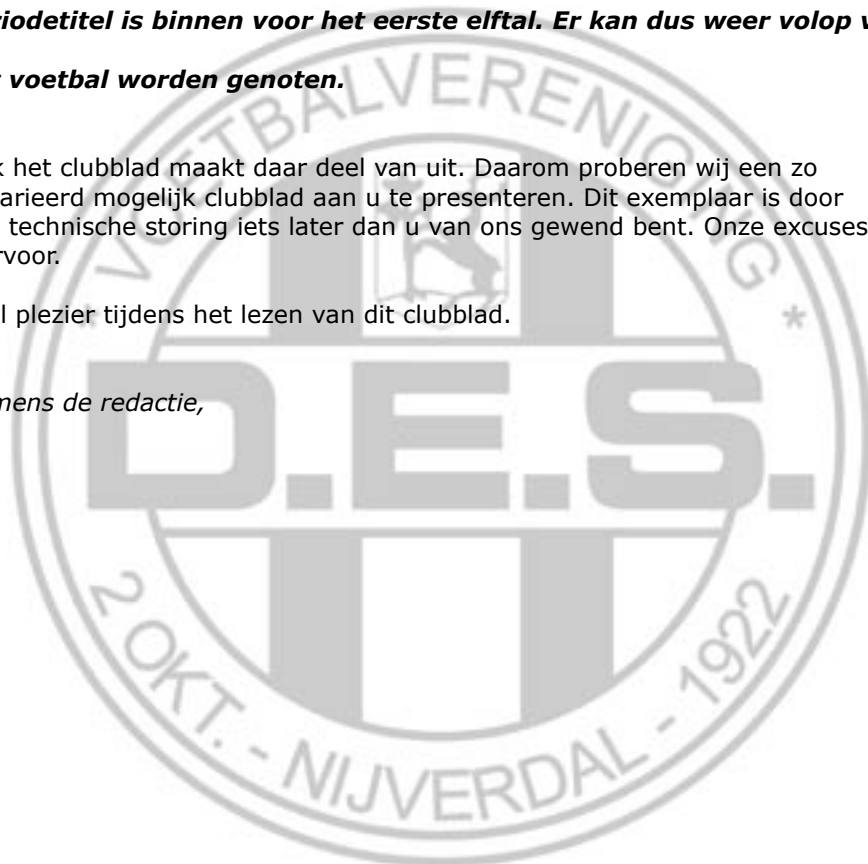 riodetitel is binnen voor het eerste elftal. Er kan dus weer volop v
voetbal worden genoten.
k het clubblad maakt daar deel van uit. Daarom proberen wij een zo
arieerd mogelijk clubblad aan u te presenteren. Dit exemplaar is door
technische storing iets later dan u van ons gewend bent. Onze excuses
rvoor.
l plezier tijdens het lezen van dit clubblad.
mens de redactie,
* VOETBALVERENIGING *
D.E.S.
2 OKT. - NIJVERDAL - 1922